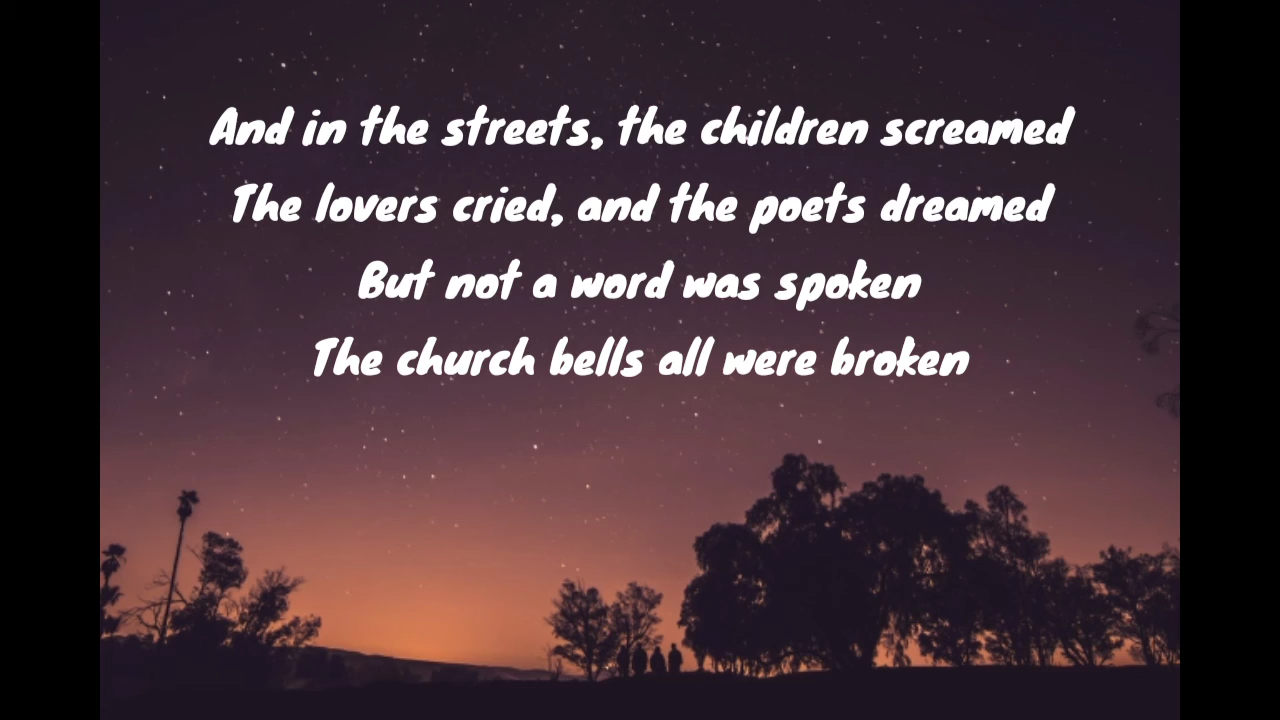 And in the streets, the children screamed
The lovers cried, and the poets dreamed
But not a word was spoken
The church bells all were broken